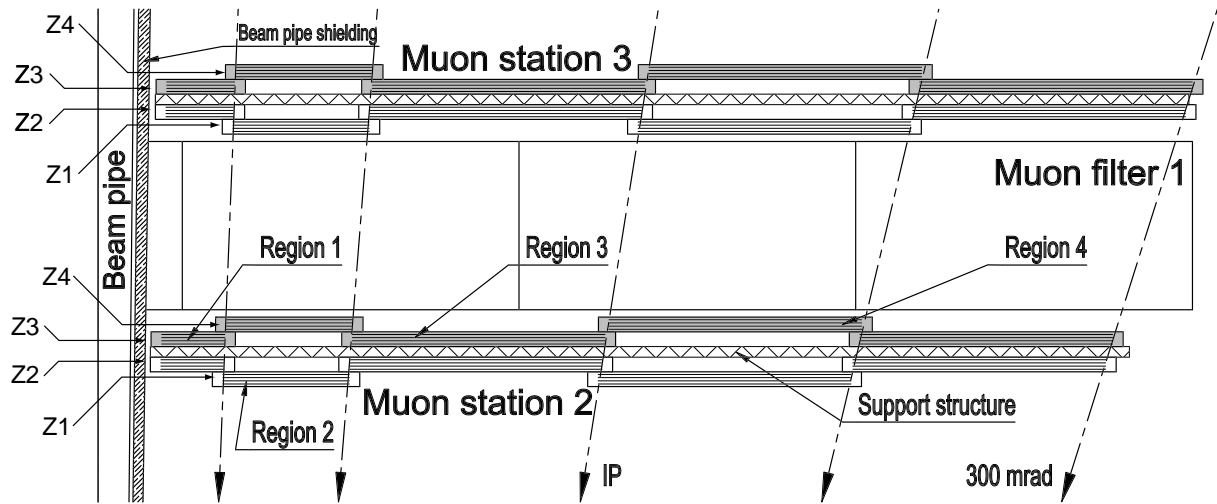 Z4
Beam pipe shielding
Muon station 3
Z3
Z2
Z1
Beam pipe
Muon filter 1
Region 1
Region 3
Region 4
Z4
Z3
Z2
Z1
Muon station 2
Support structure
Region 2
IP
300 mrad